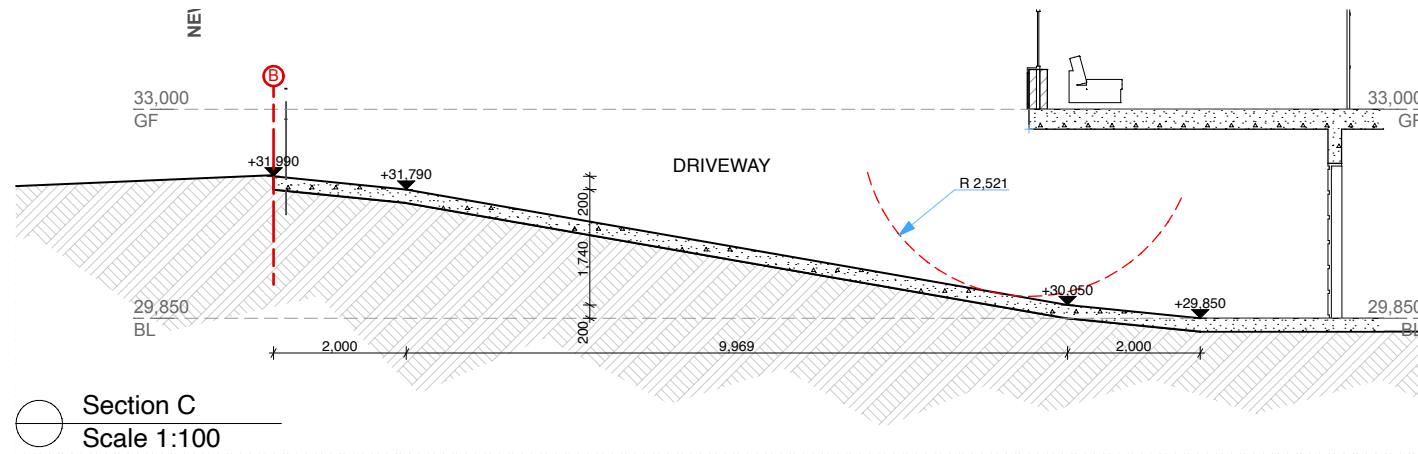 NEV
B
33,000
GF
33,000
GF
+31,990
+31,790
DRIVEWAY
R 2,521
200
1,740
200
+30,050
+29,850
29,850
BL
29,850
BL
2,000
9,969
2,000
Section C
Scale 1:100